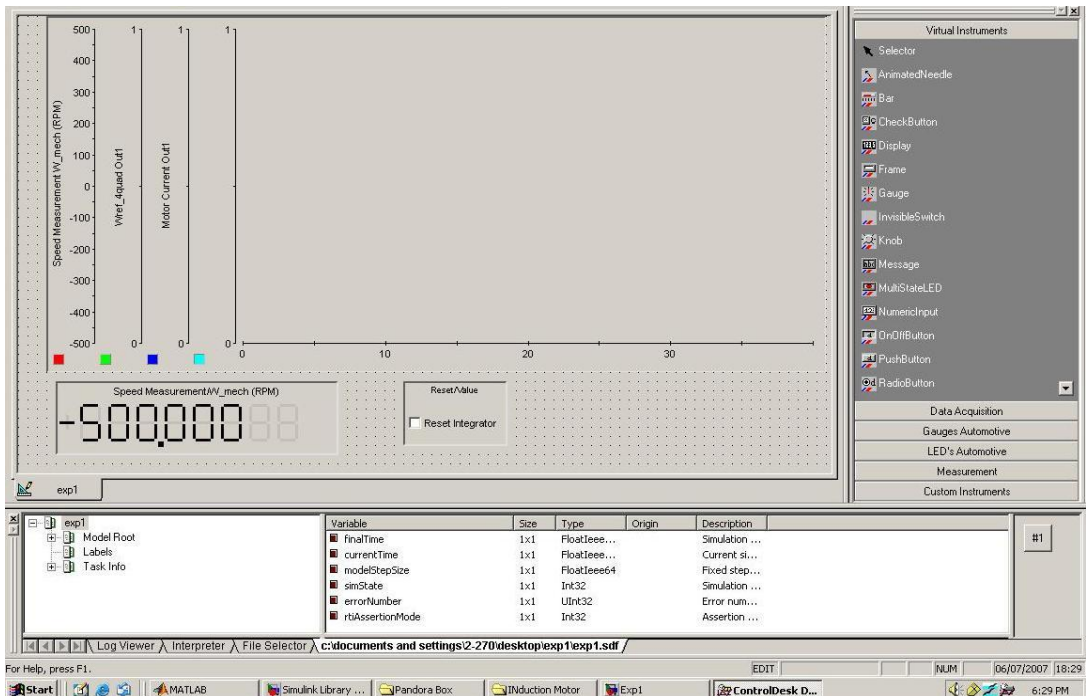 Virtual Instruments
Selector
AnimatedNeedle
Bar
CheckButton
Display
Frame
Gauge
InvisibleSwitch
Knob
Message
MultiStateLED
NumericInput
OnOffButton
PushButton
RadioButton
Data Acquisition
Gauges Automotive
LED's Automotive
Measurement
Custom Instruments
500
400
300
200
100
0
-100
-200
-300
-400
-500
Speed Measurement/W_mech (RPM)
1
0
Wref_4quad Out1
1
0
Motor Current Out1
1
0
0 10 20 30
Speed Measurement/W_mech (RPM)
-500.000
Reset/Value
Reset Integrator
exp1
exp1
Model Root
Labels
Task Info
Variable Size Type Origin Description
finalTime 1x1 FloatIeee... Simulation ...
currentTime 1x1 FloatIeee... Current si...
modelStepSize 1x1 FloatIeee64 Fixed step...
simState 1x1 Int32 Simulation ...
errorNumber 1x1 UInt32 Error num...
rtiAssertionMode 1x1 Int32 Assertion ...
#1
Log Viewer Interpreter File Selector c:\documents and settings\2-270\desktop\exp1\exp1.sdf
For Help, press F1. EDIT NUM 06/07/2007 18:29
Start MATLAB Simulink Library ... Pandora Box INduction Motor Exp1 ControlDesk D... 6:29 PM